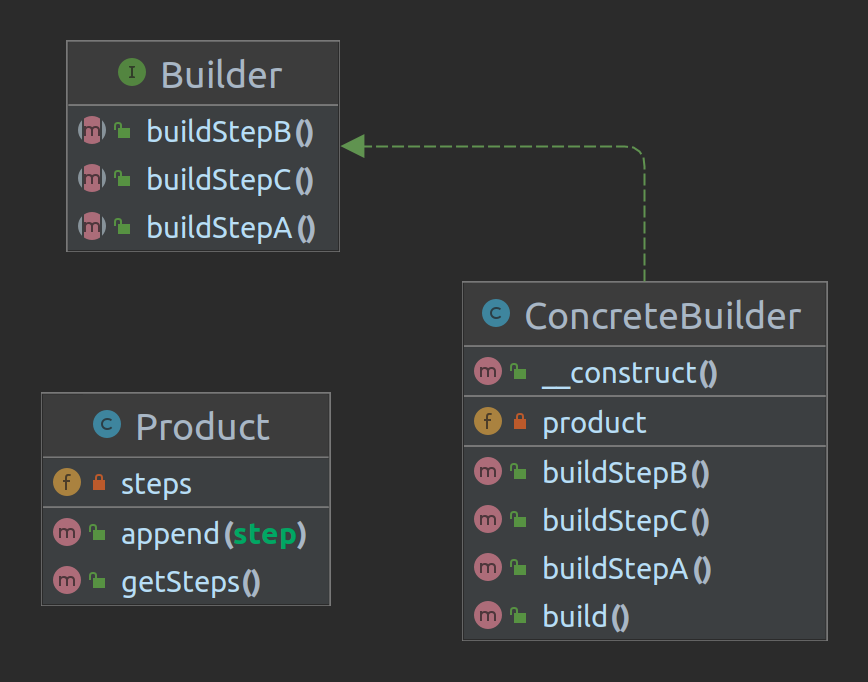 I Builder
m buildStepB()
m buildStepC()
m buildStepA()
C ConcreteBuilder
m __construct()
f product
m buildStepB()
m buildStepC()
m buildStepA()
m build()
C Product
f steps
m append(step)
m getSteps()